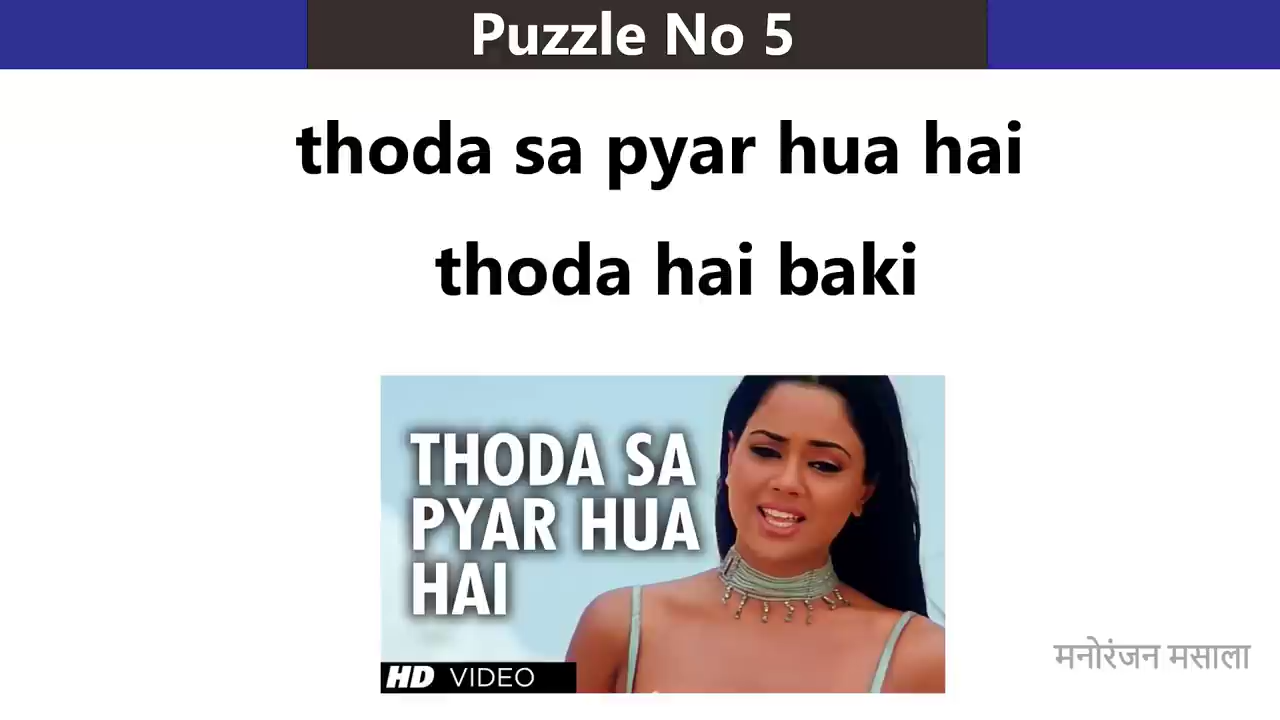 Puzzle No 5
thoda sa pyar hua hai
thoda hai baki
THODA SA
PYAR HUA
HAI
HD VIDEO
मनोरंजन मसाला